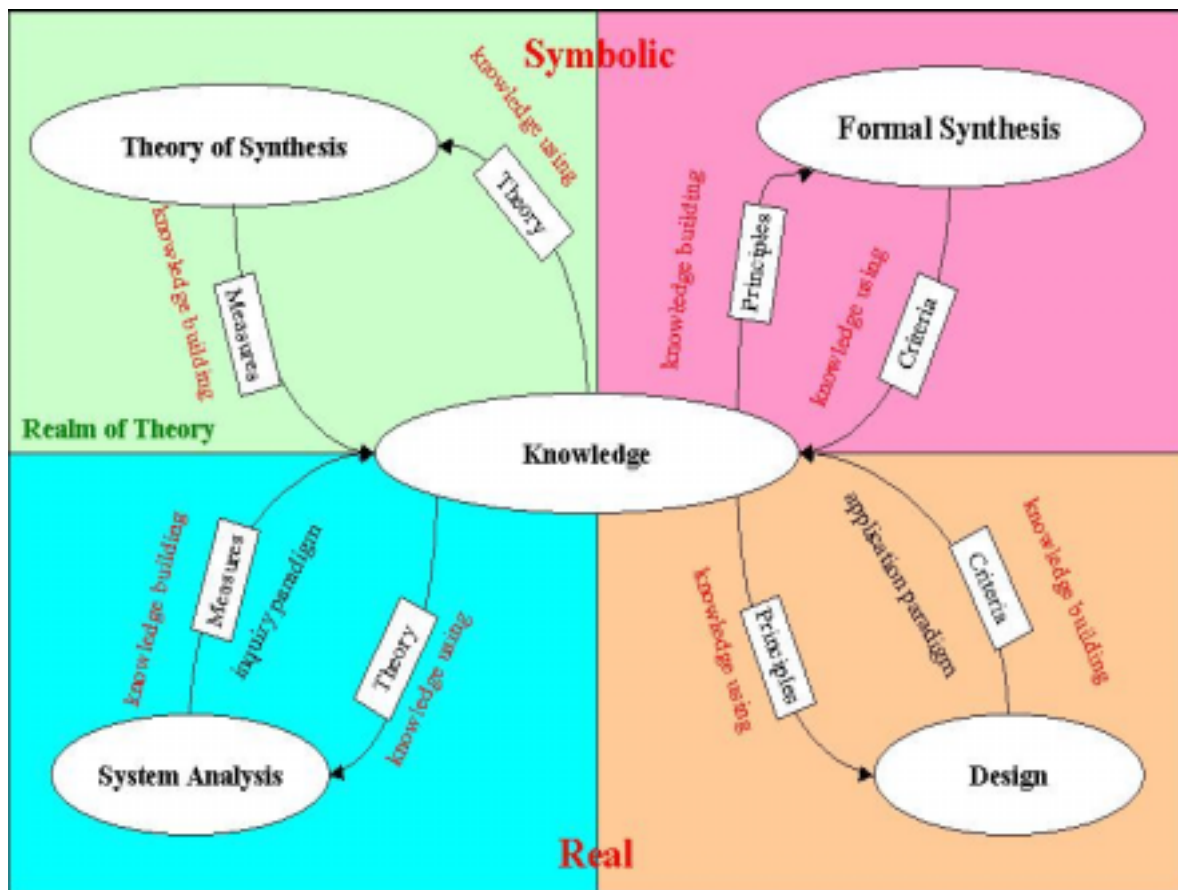 Symbolic
Theory of Synthesis
knowledge using
Theory
knowledge building
Measures
Realm of Theory
Formal Synthesis
knowledge building
Principles
knowledge using
Criteria
Knowledge
knowledge building
Measures
inquiry paradigm
Theory
knowledge using
System Analysis
knowledge using
Principles
application paradigm
Criteria
knowledge building
Design
Real